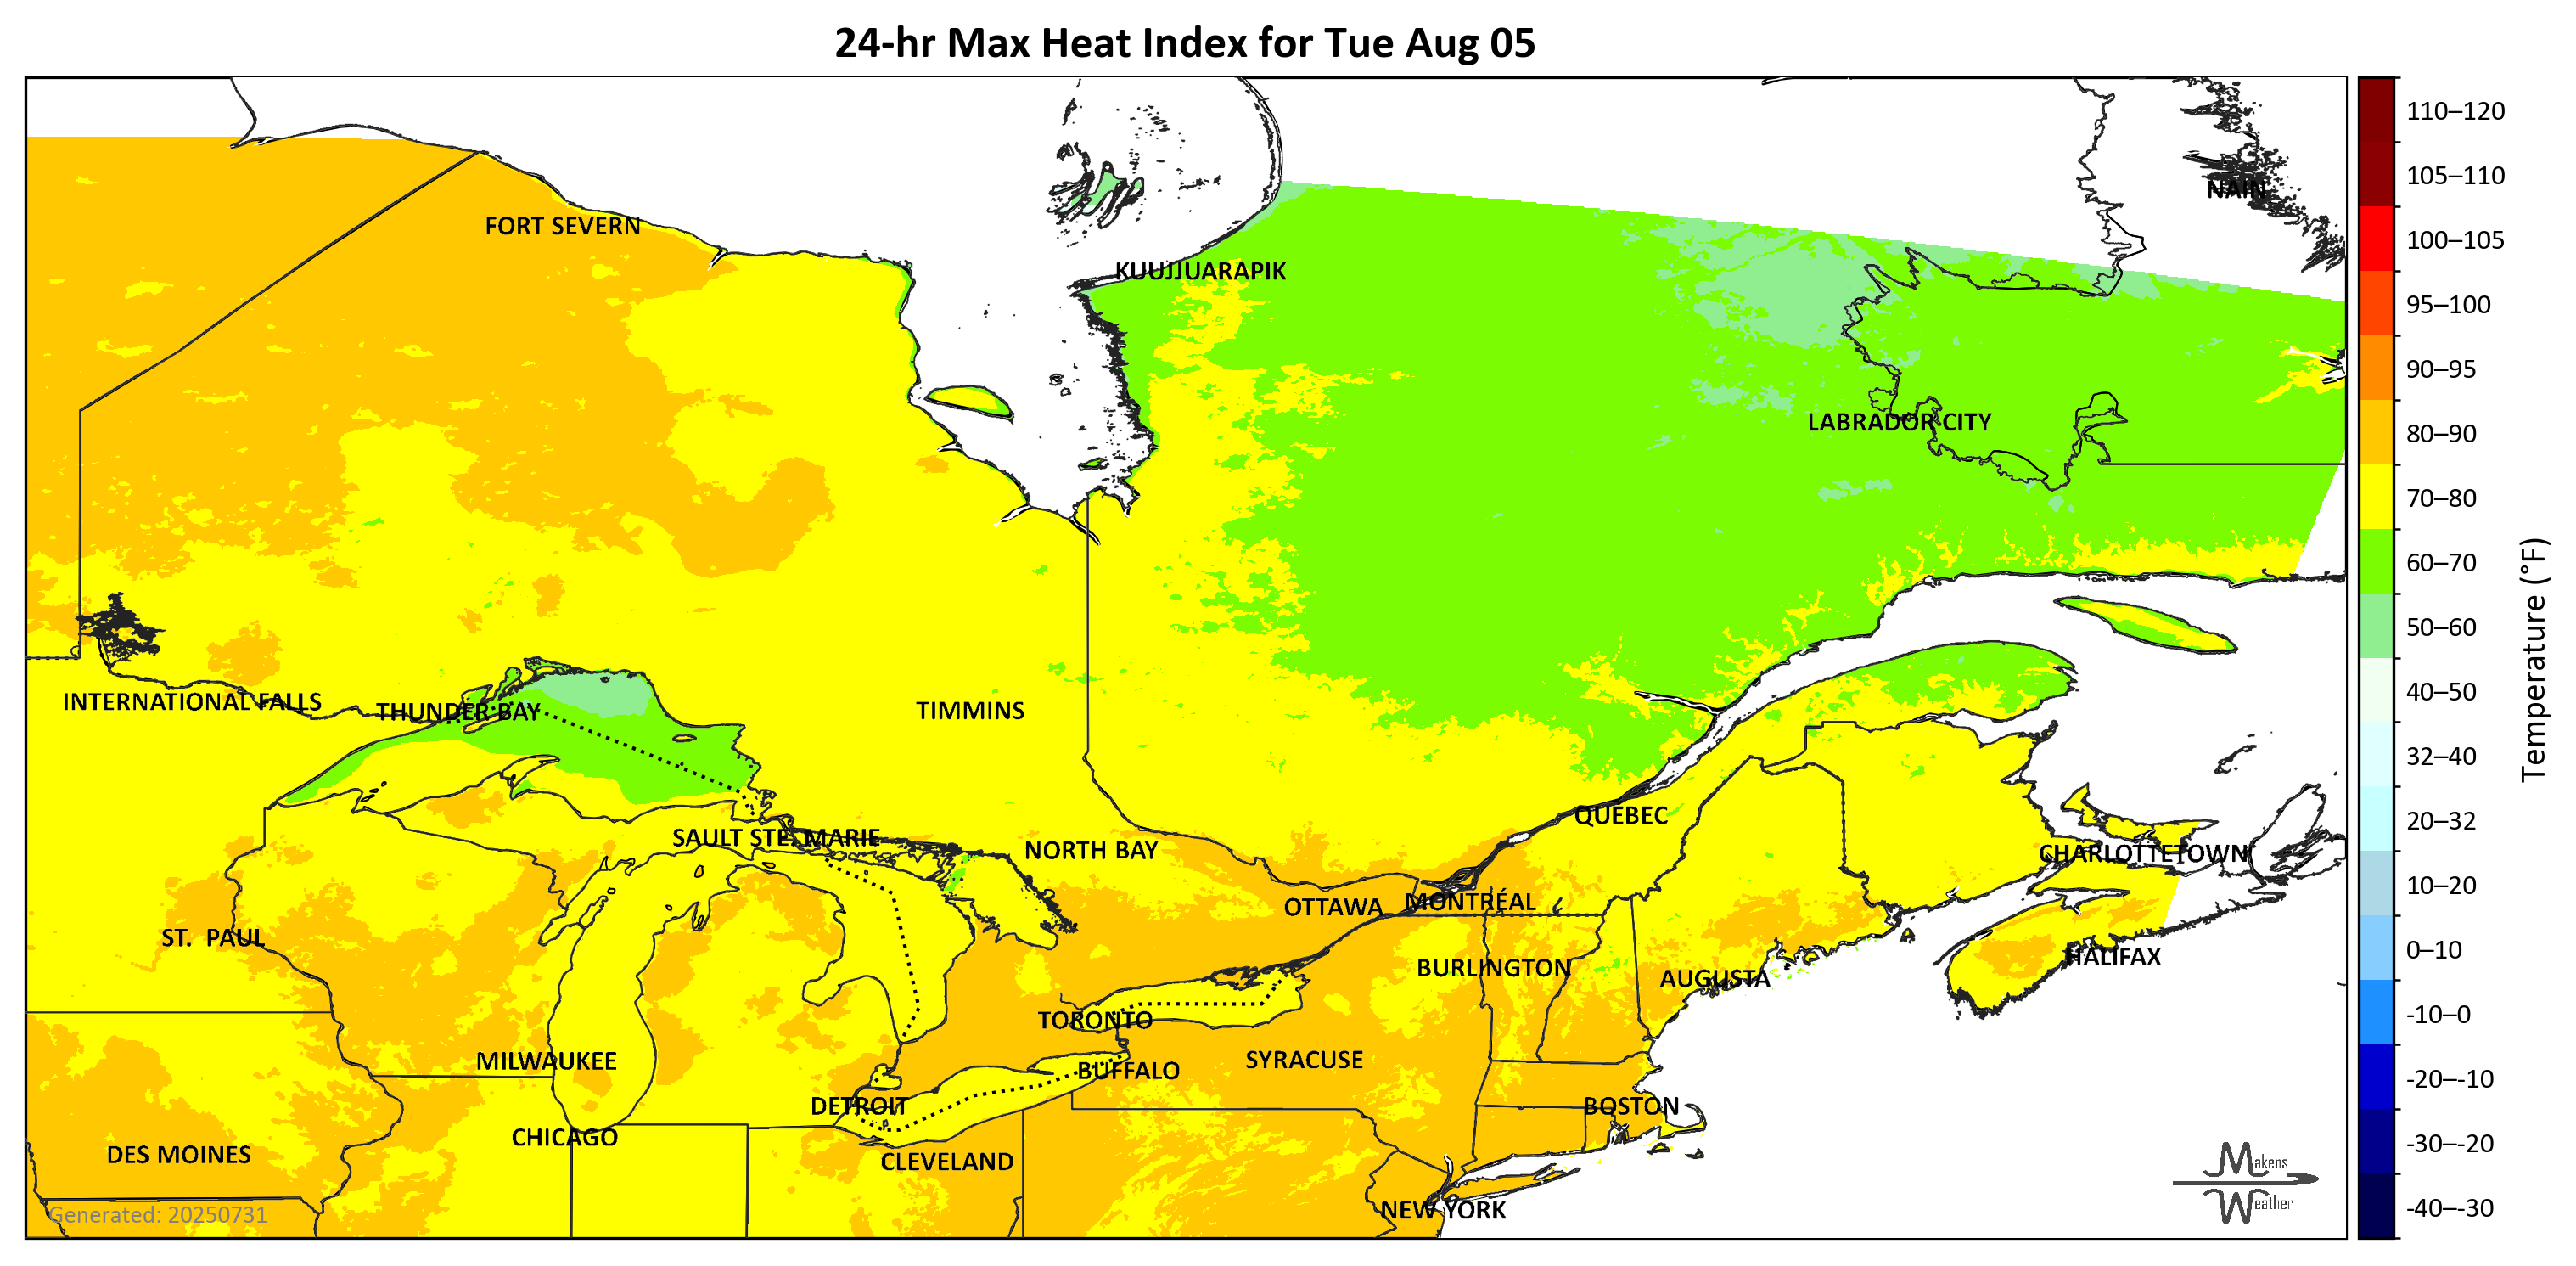 24-hr Max Heat Index for Tue Aug 05
NAIN
FORT SEVERN
KUUJJUARAPIK
LABRADOR CITY
INTERNATIONAL FALLS
THUNDER BAY
TIMMINS
QUÉBEC
SAULT STE. MARIE
NORTH BAY
CHARLOTTETOWN
OTTAWA
MONTRÉAL
ST. PAUL
HALIFAX
BURLINGTON
AUGUSTA
TORONTO
MILWAUKEE
SYRACUSE
BUFFALO
DETROIT
BOSTON
CHICAGO
DES MOINES
CLEVELAND
NEW YORK
Generated: 20250731
Makens
Weather
110–120
105–110
100–105
95–100
90–95
80–90
70–80
60–70
50–60
40–50
32–40
20–32
10–20
0–10
-10–0
-20–-10
-30–-20
-40–-30
Temperature (°F)